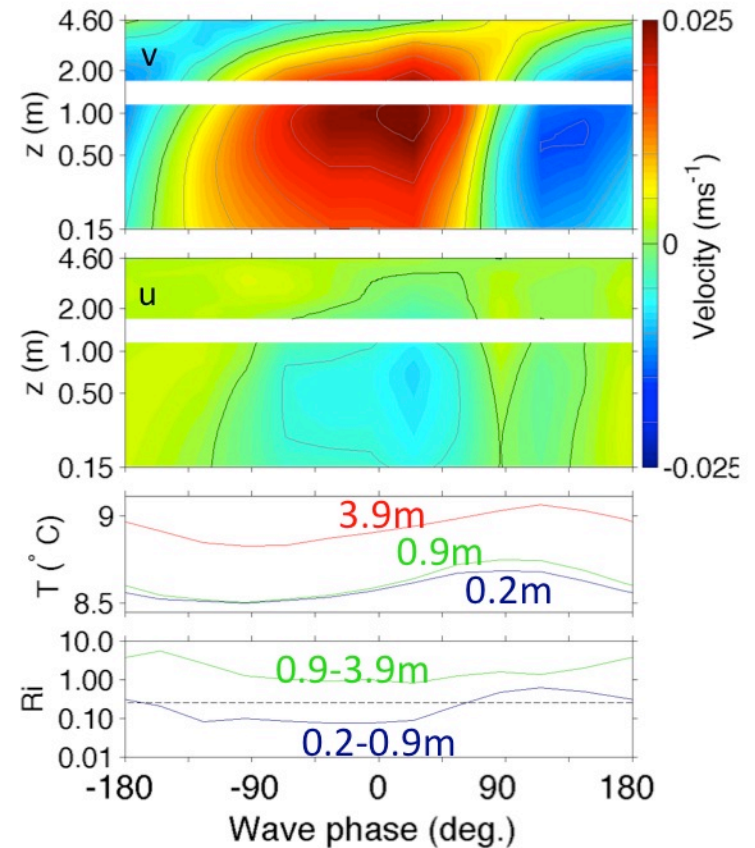 4.60
v
2.00
z (m)
1.00
0.50
0.15
0.025
0
-0.025
Velocity (ms⁻¹)
4.60
u
2.00
z (m)
1.00
0.50
0.15
T (° C)
9
8.5
3.9m
0.9m
0.2m
Ri
10.0
1.00
0.10
0.01
0.9-3.9m
0.2-0.9m
-180
-90
0
90
180
Wave phase (deg.)